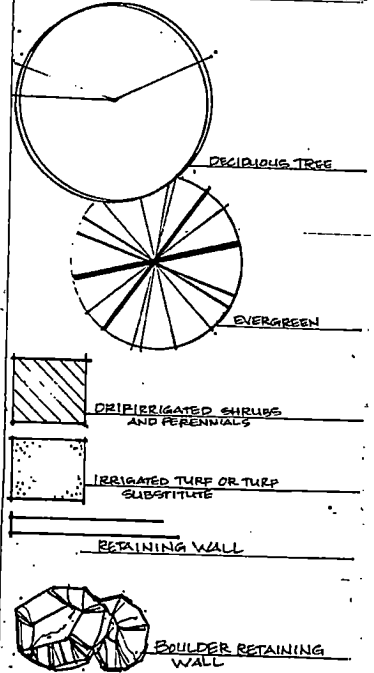 DECIDUOUS TREE
EVERGREEN
DRIP IRRIGATED SHRUBS
AND PERENNIALS
IRRIGATED TURF OR TURF
SUBSTITUTE
RETAINING WALL
BOULDER RETAINING
WALL